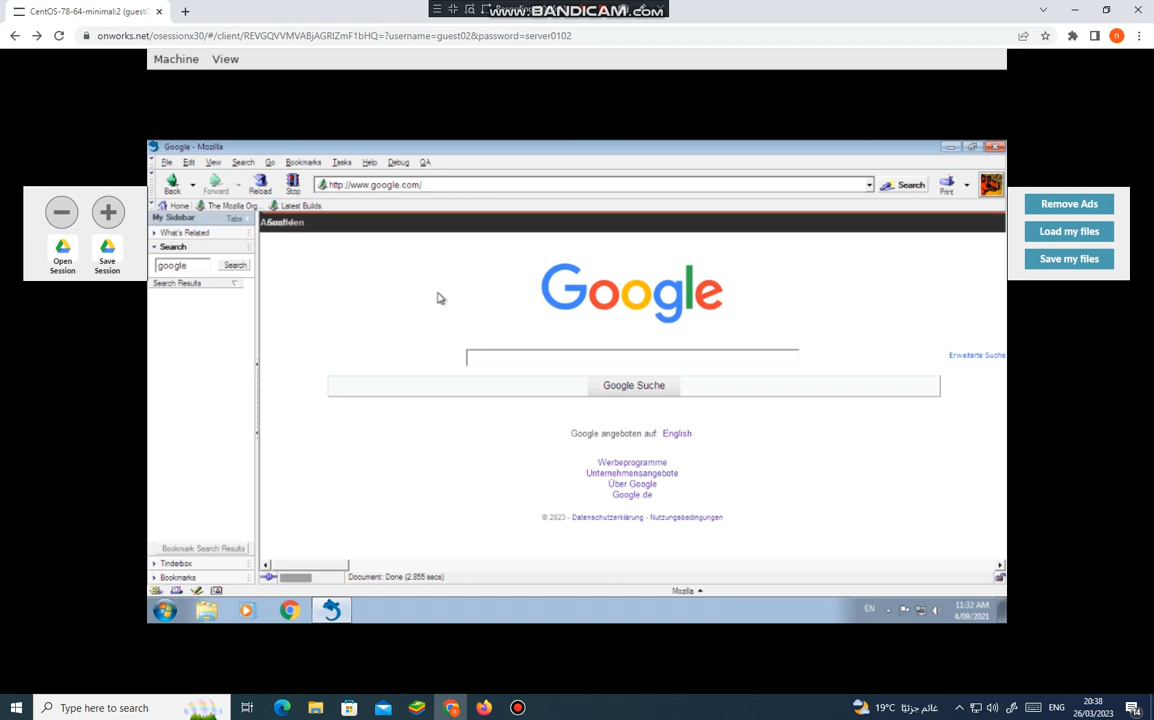 CentOS-78-64-minimal:2 (guest0
www.BANDICAM.com
onworks.net/osessionx30/#/client/REVGQVVMVABjAGRIZmF1bHQ=?username=guest02&password=server0102
Machine View
Google - Mozilla
File Edit View Search Go Bookmarks Tasks Help Debug QA
Back Forward Reload Stop http://www.google.com/ Search Print
Home The Mozilla Org... Latest Builds
My Sidebar Tabs
What's Related
Search
google Search
Search Results
Bookmark Search Results
Tinderbox
Bookmarks
Open Session
Save Session
Remove Ads
Load my files
Save my files
Google
Erweiterte Suche
Google Suche
Google angeboten auf: English
Werbeprogramme
Unternehmensangebote
Über Google
Google.de
© 2023 - Datenschutzerklärung - Nutzungsbedingungen
Document: Done (2.855 secs)
Mozilla
EN 11:32 AM
4/09/2021
Type here to search
19°C غائم جزئيًا ENG 20:38
26/03/2023
14